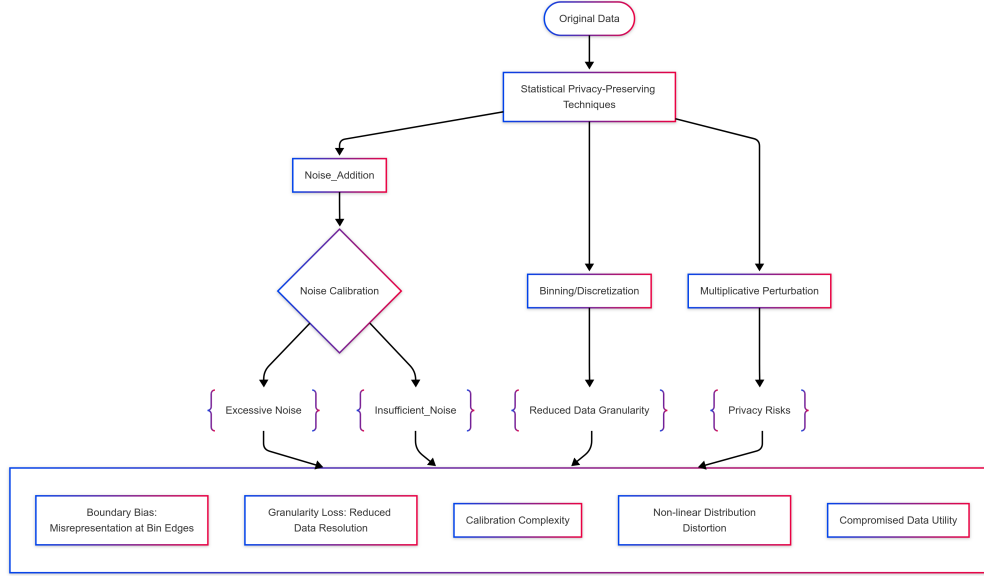 Original Data
Statistical Privacy-Preserving
Techniques
Noise_Addition
Noise Calibration
Binning/Discretization
Multiplicative Perturbation
Excessive Noise
Insufficient_Noise
Reduced Data Granularity
Privacy Risks
Boundary Bias:
Misrepresentation at Bin Edges
Granularity Loss: Reduced
Data Resolution
Calibration Complexity
Non-linear Distribution
Distortion
Compromised Data Utility